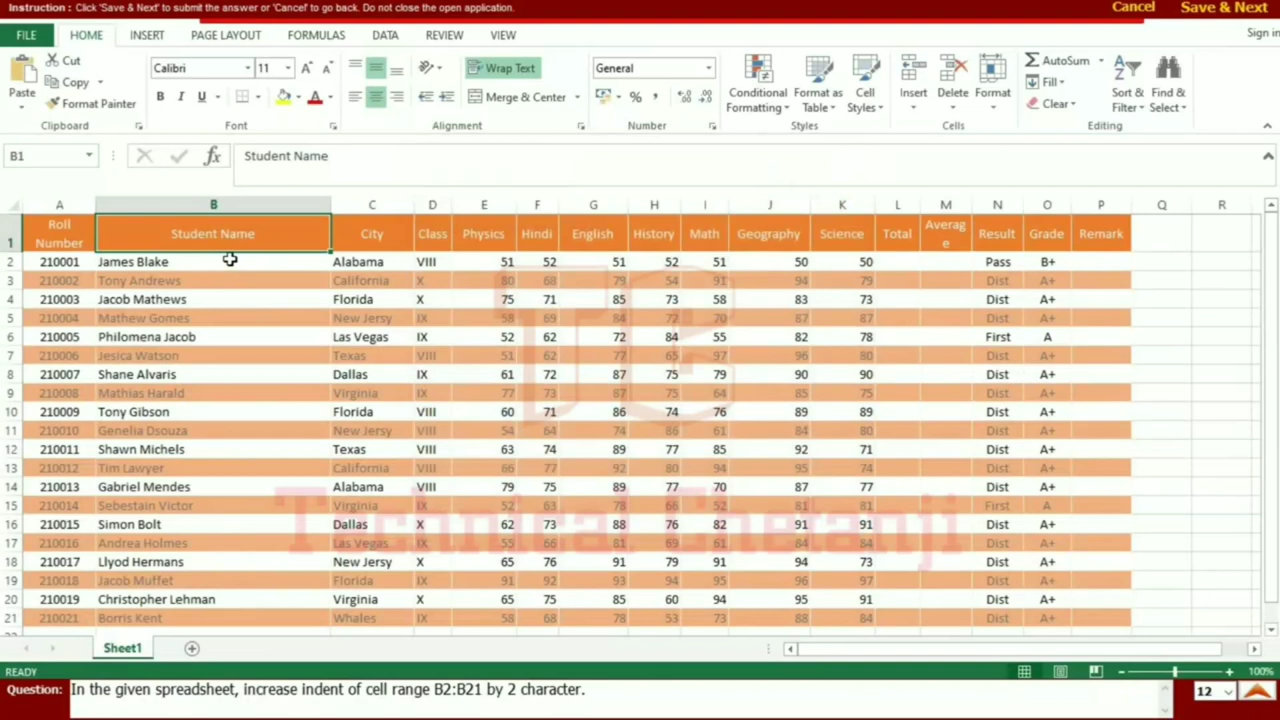 Instruction : Click 'Save & Next' to submit the answer or 'Cancel' to go back. Do not close the open application. Cancel Save & Next
FILE HOME INSERT PAGE LAYOUT FORMULAS DATA REVIEW VIEW Sign in
Paste Cut Copy Format Painter Clipboard
Calibri 11 A A B I U A Font
Wrap Text Merge & Center Alignment
General % , Number
Conditional Formatting Format as Table Cell Styles Styles
Insert Delete Format Cells
AutoSum Fill Clear Sort & Filter Find & Select Editing
B1 fx Student Name
A B C D E F G H I J K L M N O P Q R
1 Roll Number Student Name City Class Physics Hindi English History Math Geography Science Total Average Result Grade Remark
2 210001 James Blake Alabama VIII 51 52 51 52 51 50 50 Pass B+
3 210002 Tony Andrews California X 80 68 79 54 91 94 79 Dist A+
4 210003 Jacob Mathews Florida X 75 71 85 73 58 83 73 Dist A+
5 210004 Mathew Gomes New Jersy IX 58 69 84 72 70 87 87 Dist A+
6 210005 Philomena Jacob Las Vegas IX 52 62 72 84 55 82 78 First A
7 210006 Jesica Watson Texas VIII 51 62 77 65 97 96 80 Dist A+
8 210007 Shane Alvaris Dallas IX 61 72 87 75 79 90 90 Dist A+
9 210008 Mathias Harald Virginia IX 77 73 87 75 64 85 75 Dist A+
10 210009 Tony Gibson Florida VIII 60 71 86 74 76 89 89 Dist A+
11 210010 Genelia Dsouza New Jersy VIII 54 64 74 86 61 84 80 Dist A+
12 210011 Shawn Michels Texas VIII 63 74 89 77 85 92 71 Dist A+
13 210012 Tim Lawyer California VIII 66 77 92 80 94 95 74 Dist A+
14 210013 Gabriel Mendes Alabama VIII 79 75 89 77 70 87 77 Dist A+
15 210014 Sebestain Victor Virginia IX 52 63 78 66 52 81 81 First A
16 210015 Simon Bolt Dallas X 62 73 88 76 82 91 91 Dist A+
17 210016 Andrea Holmes Las Vegas IX 55 66 81 69 61 84 84 Dist A+
18 210017 Llyod Hermans New Jersy X 65 76 91 79 91 94 73 Dist A+
19 210018 Jacob Muffet Florida IX 91 92 93 94 95 96 97 Dist A+
20 210019 Christopher Lehman Virginia X 65 75 85 60 94 95 91 Dist A+
21 210021 Borris Kent Whales IX 58 68 78 53 73 88 84 Dist A+
TC
Technical Chetanji
Sheet1
READY 100%
Question: In the given spreadsheet, increase indent of cell range B2:B21 by 2 character. 12